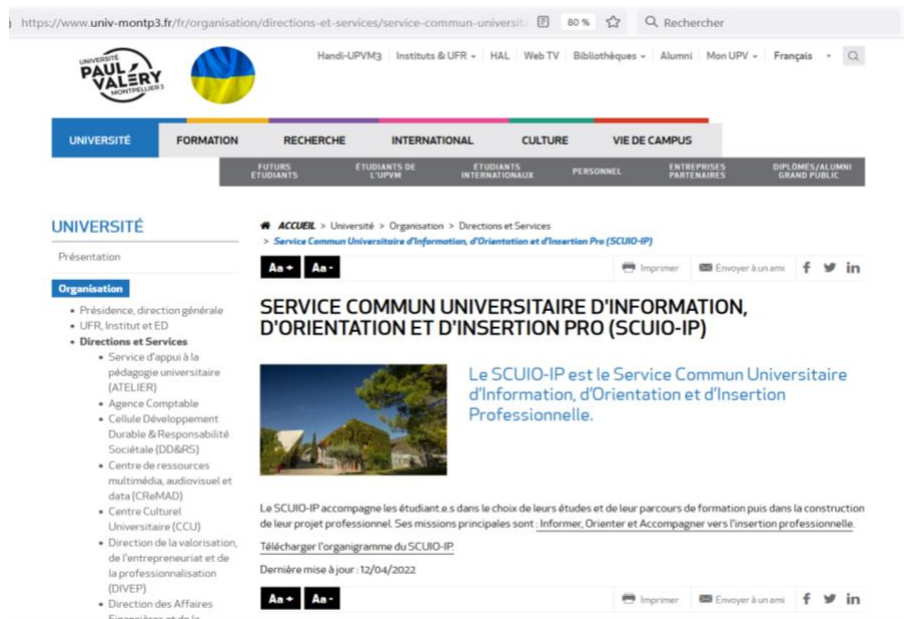 https://www.univ-montp3.fr/fr/organisation/directions-et-services/service-commun-universit
80 %
Rechercher
UNIVERSITÉ
PAUL
VALÉRY
MONTPELLIER 3
Handi-UPVM3
Instituts & UFR
HAL
Web TV
Bibliothèques
Alumni
Mon UPV
Français
UNIVERSITÉ
FORMATION
RECHERCHE
INTERNATIONAL
CULTURE
VIE DE CAMPUS
FUTURS ÉTUDIANTS
ÉTUDIANTS DE L'UPVM
ÉTUDIANTS INTERNATIONAUX
PERSONNEL
ENTREPRISES PARTENAIRES
DIPLÔMES/ALUMNI GRAND PUBLIC
UNIVERSITÉ
Présentation
Organisation
• Présidence, direction générale
• UFR, Institut et ED
• Directions et Services
• Service d'appui à la
pédagogie universitaire
(ATELIER)
• Agence Comptable
• Cellule Développement
Durable & Responsabilité
Sociétale (DD&RS)
• Centre de ressources
multimédia, audiovisuel et
data (CReMAD)
• Centre Culturel
Universitaire (CCU)
• Direction de la valorisation,
de l'entrepreneuriat et de
la professionnalisation
(DIVEP)
• Direction des Affaires
Financières et de la
ACCUEIL > Université > Organisation > Directions et Services
> Service Commun Universitaire d'Information, d'Orientation et d'Insertion Pro (SCUIO-IP)
Aa + Aa -
Imprimer
Envoyer à un ami
SERVICE COMMUN UNIVERSITAIRE D'INFORMATION,
D'ORIENTATION ET D'INSERTION PRO (SCUIO-IP)
Le SCUIO-IP est le Service Commun Universitaire
d'Information, d'Orientation et d'Insertion
Professionnelle.
Le SCUIO-IP accompagne les étudiant.e.s dans le choix de leurs études et de leur parcours de formation puis dans la construction
de leur projet professionnel. Ses missions principales sont : Informer, Orienter et Accompagner vers l'insertion professionnelle.
Télécharger l'organigramme du SCUIO-IP.
Dernière mise à jour : 12/04/2022
Aa + Aa -
Imprimer
Envoyer à un ami